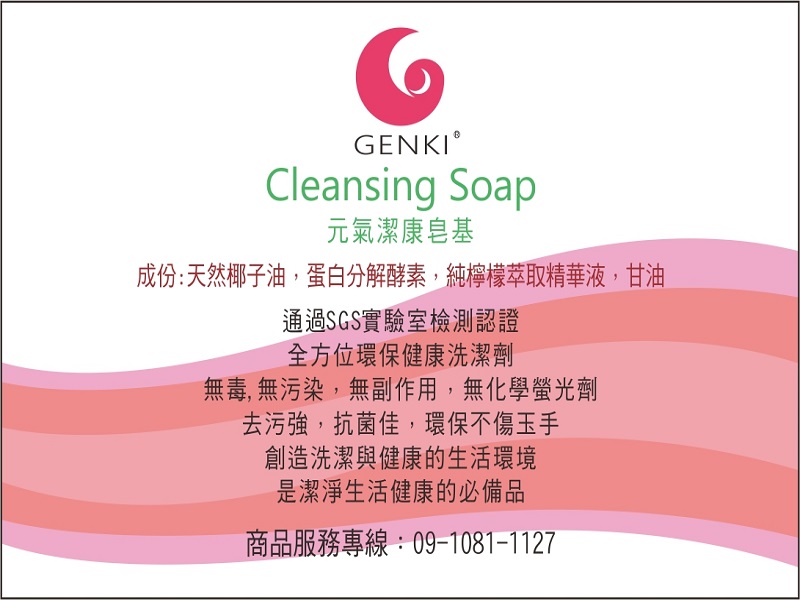 GENKI®
Cleansing Soap
元氣潔康皂基
成份:天然椰子油，蛋白分解酵素，純檸檬萃取精華液，甘油
通過SGS實驗室檢測認證
全方位環保健康洗潔劑
無毒,無污染，無副作用，無化學螢光劑
去污強，抗菌佳，環保不傷玉手
創造洗潔與健康的生活環境
是潔淨生活健康的必備品
商品服務專線：09-1081-1127